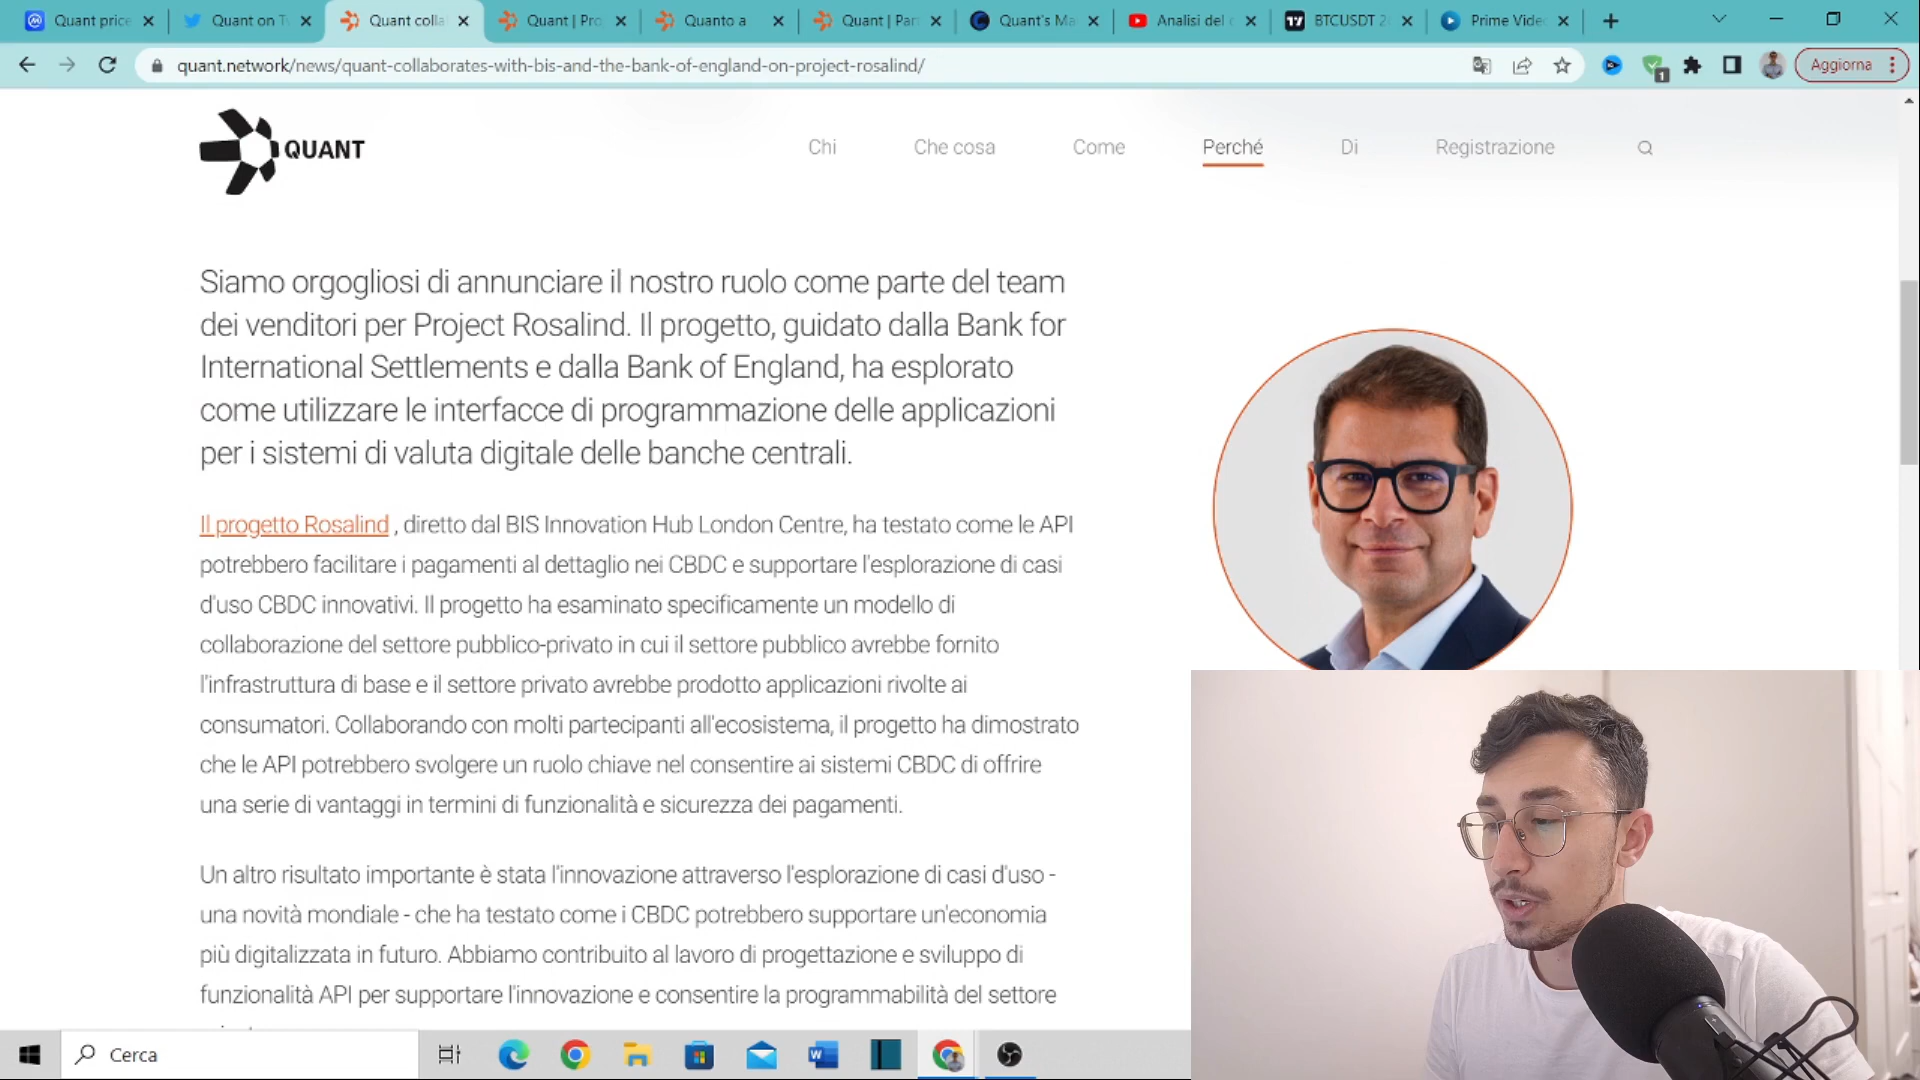 Quant price
Quant on Tw
Quant colla
Quant | Pro
Quanto a
Quant | Par
Quant's Ma
Analisi del c
BTCUSDT 2
Prime Vide
quant.network/news/quant-collaborates-with-bis-and-the-bank-of-england-on-project-rosalind/
1
Aggiorna
QUANT
Chi
Che cosa
Come
Perché
Di
Registrazione
Siamo orgogliosi di annunciare il nostro ruolo come parte del team
dei venditori per Project Rosalind. Il progetto, guidato dalla Bank for
International Settlements e dalla Bank of England, ha esplorato
come utilizzare le interfacce di programmazione delle applicazioni
per i sistemi di valuta digitale delle banche centrali.
Il progetto Rosalind , diretto dal BIS Innovation Hub London Centre, ha testato come le API
potrebbero facilitare i pagamenti al dettaglio nei CBDC e supportare l'esplorazione di casi
d'uso CBDC innovativi. Il progetto ha esaminato specificamente un modello di
collaborazione del settore pubblico-privato in cui il settore pubblico avrebbe fornito
l'infrastruttura di base e il settore privato avrebbe prodotto applicazioni rivolte ai
consumatori. Collaborando con molti partecipanti all'ecosistema, il progetto ha dimostrato
che le API potrebbero svolgere un ruolo chiave nel consentire ai sistemi CBDC di offrire
una serie di vantaggi in termini di funzionalità e sicurezza dei pagamenti.
Un altro risultato importante è stata l'innovazione attraverso l'esplorazione di casi d'uso -
una novità mondiale - che ha testato come i CBDC potrebbero supportare un'economia
più digitalizzata in futuro. Abbiamo contribuito al lavoro di progettazione e sviluppo di
funzionalità API per supportare l'innovazione e consentire la programmabilità del settore
Cerca